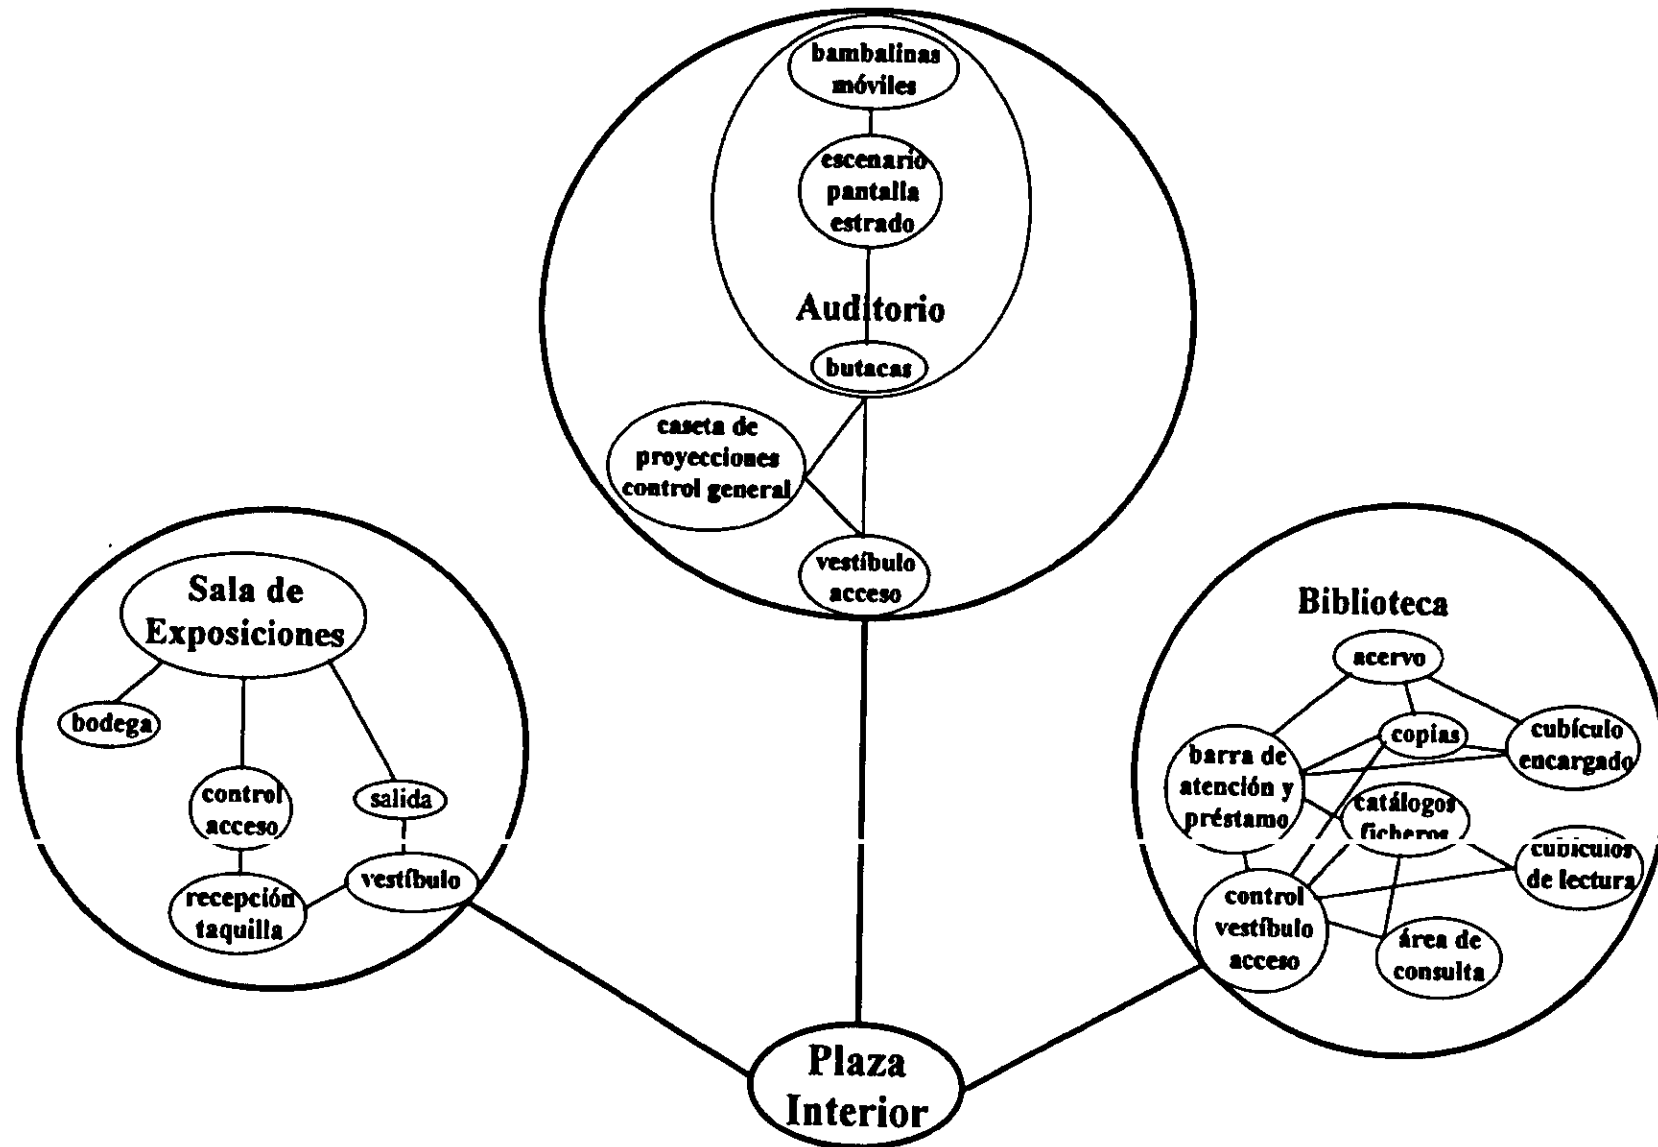 bambalinas
móviles
escenario
pantalla
estrado
Auditorio
butacas
caseta de
proyecciones
control general
vestíbulo
acceso
Sala de
Exposiciones
bodega
control
acceso
salida
recepción
taquilla
vestíbulo
Biblioteca
acervo
copias
cubículo
encargado
barra de
atención y
préstamo
catálogos
ficheros
cubículos
de lectura
control
vestíbulo
acceso
área de
consulta
Plaza
Interior